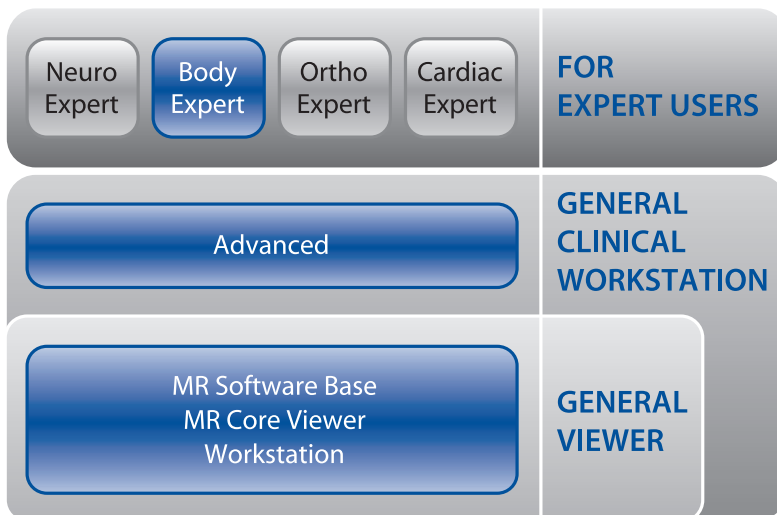 Neuro
Expert
Body
Expert
Ortho
Expert
Cardiac
Expert
FOR
EXPERT USERS
Advanced
GENERAL
CLINICAL
WORKSTATION
MR Software Base
MR Core Viewer
Workstation
GENERAL
VIEWER